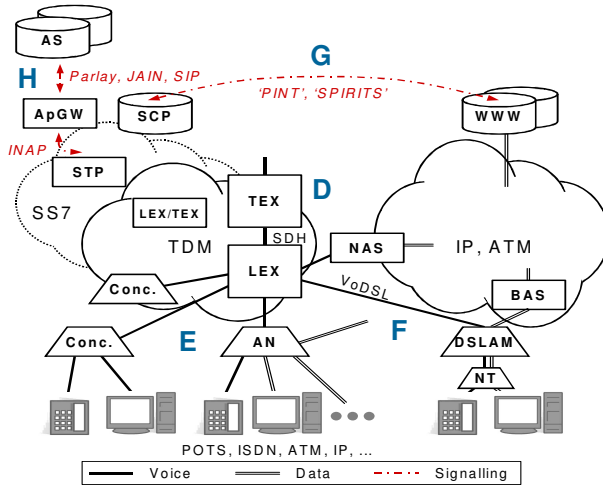 AS
H
Parlay, JAIN, SIP
G
'PINT', 'SPIRITS'
ApGW
SCP
WWW
INAP
STP
SS7
LEX/TEX
TDM
TEX
D
SDH
LEX
NAS
IP, ATM
VoDSL
BAS
Conc.
Conc.
E
AN
F
DSLAM
NT
POTS, ISDN, ATM, IP, ...
Voice
Data
Signalling